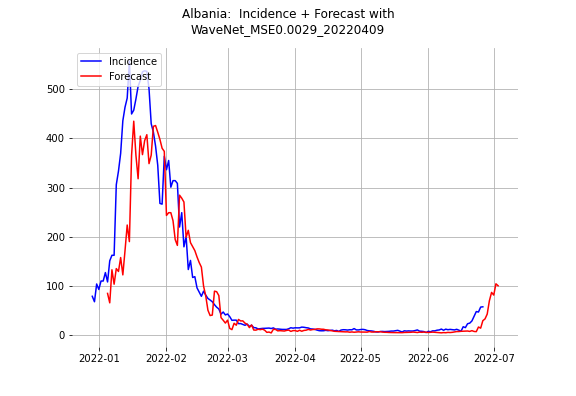 Albania:  Incidence + Forecast with
WaveNet_MSE0.0029_20220409
Incidence
Forecast
500
400
300
200
100
0
2022-01 2022-02 2022-03 2022-04 2022-05 2022-06 2022-07